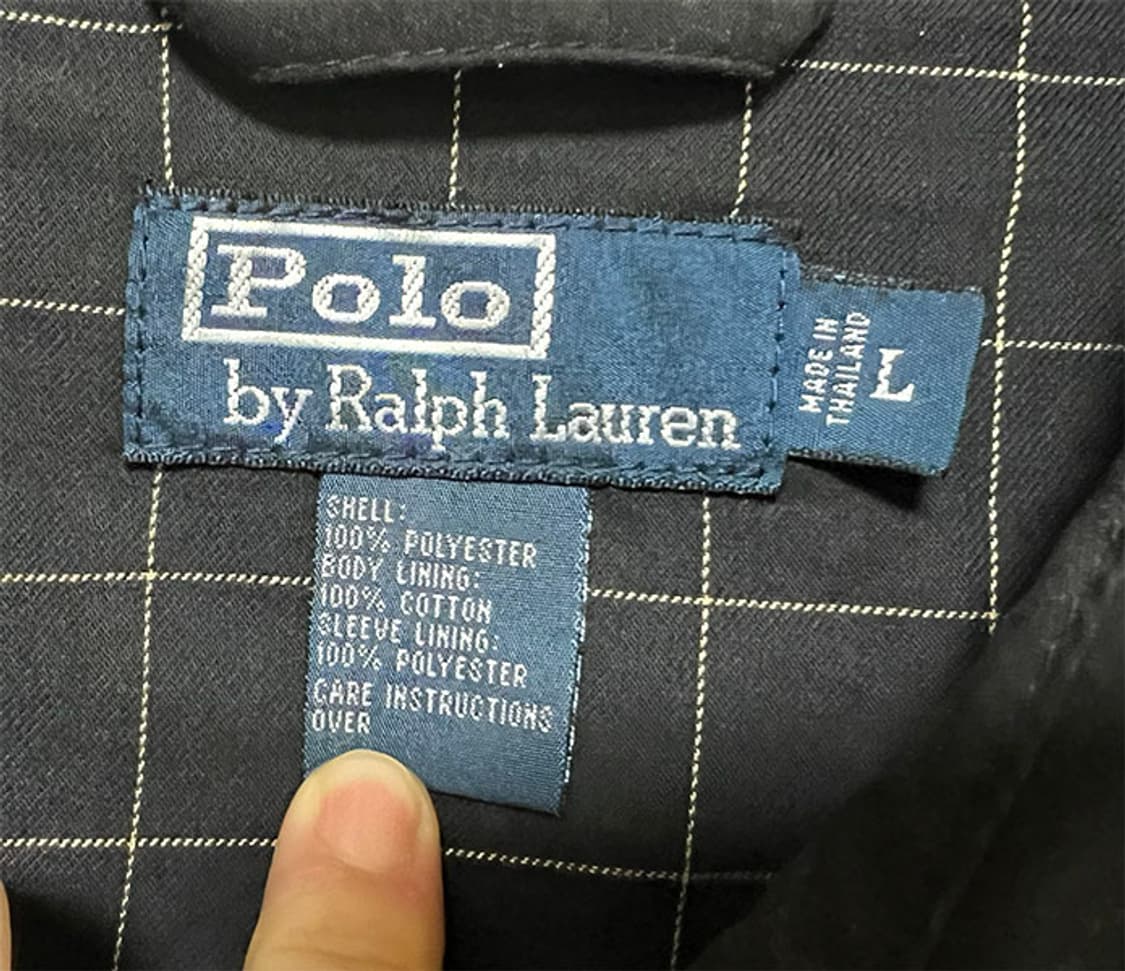 Polo
by Ralph Lauren
MADE IN
THAILAND
L
SHELL:
100% POLYESTER
BODY LINING:
100% COTTON
SLEEVE LINING:
100% POLYESTER
CARE INSTRUCTIONS
OVER